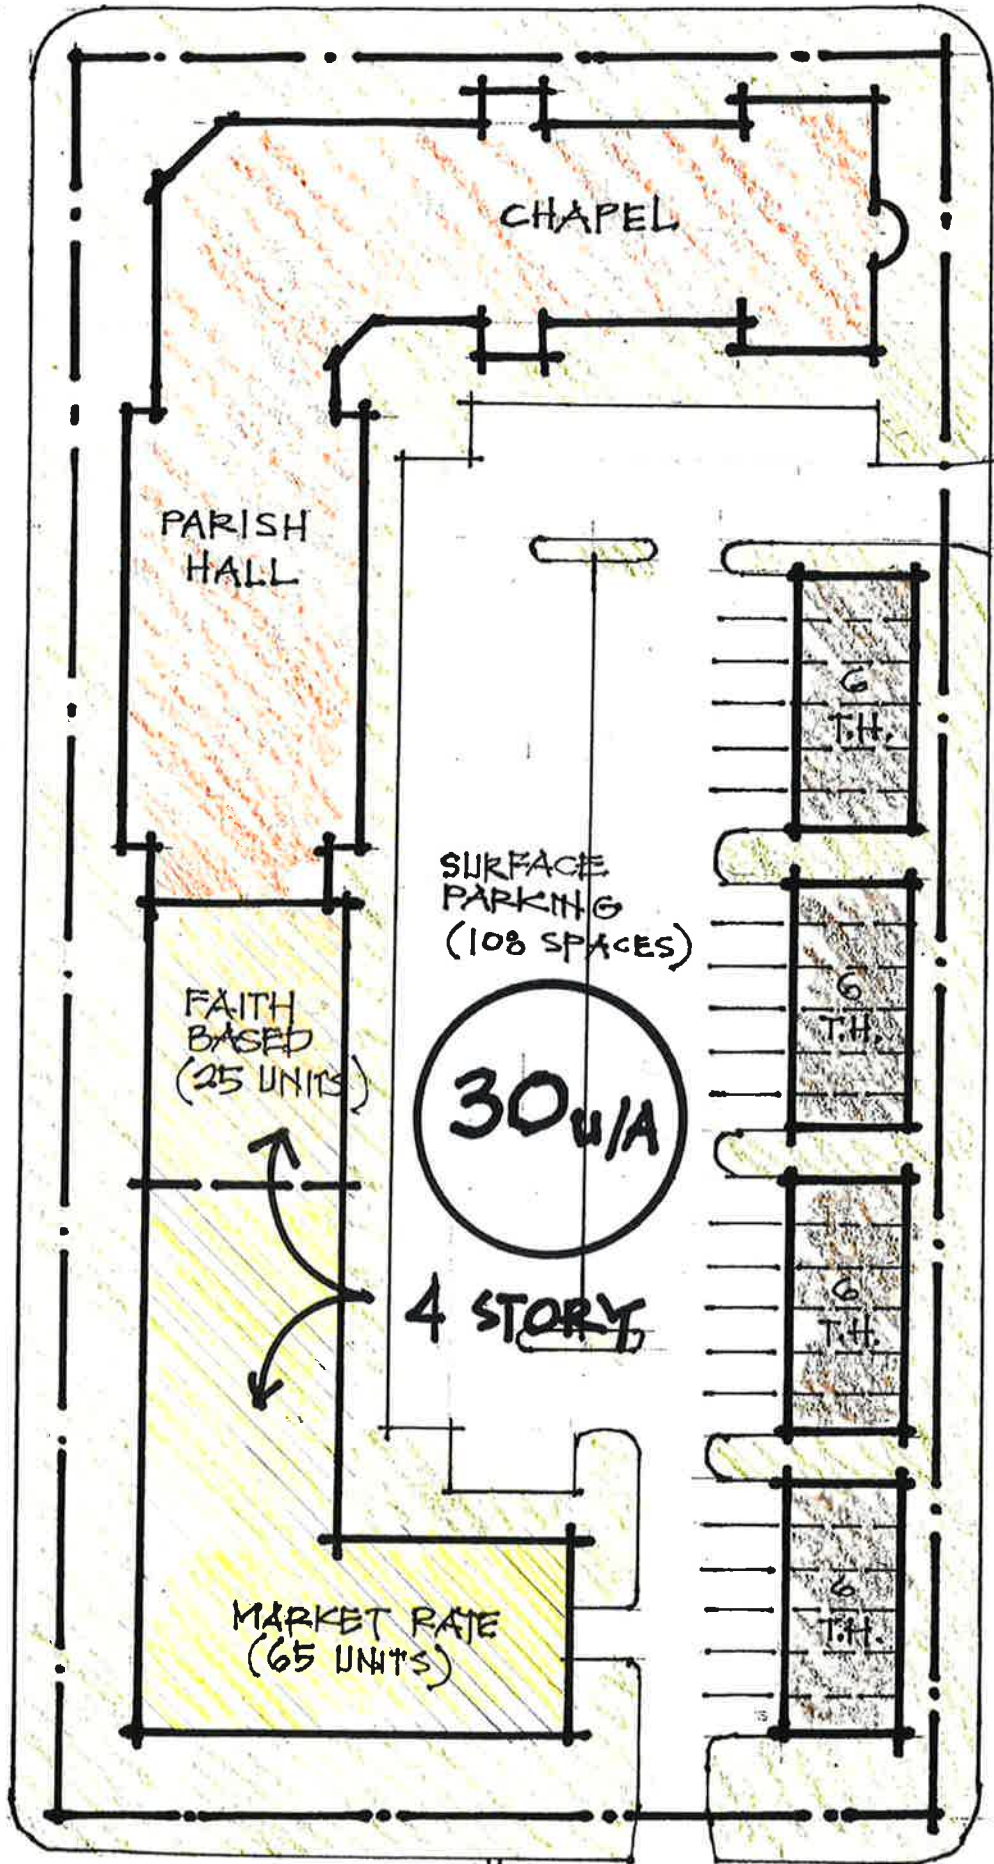 CHAPEL
PARISH
HALL
6
T.H.
SURFACE
PARKING
(108 SPACES)
FAITH
BASED
(25 UNITS)
6
T.H.
30 U/A
4 STORY
6
T.H.
MARKET RATE
(65 UNITS)
6
T.H.